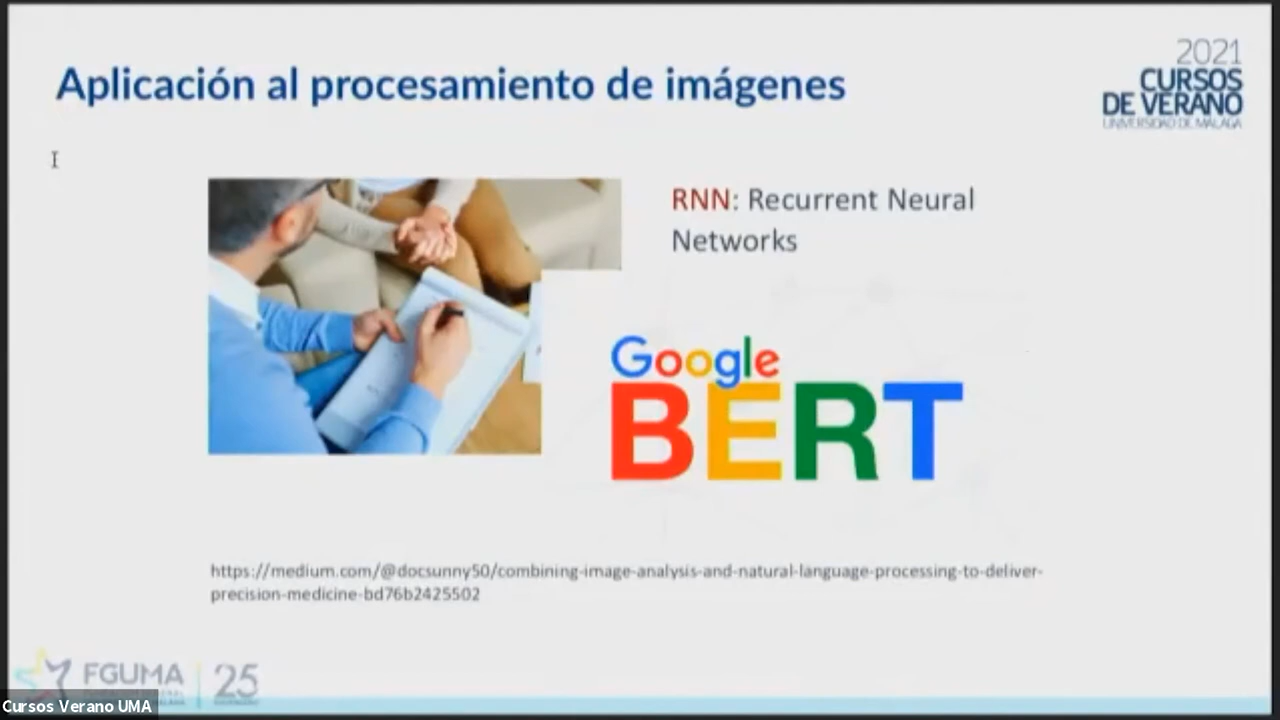 Aplicación al procesamiento de imágenes
2021
CURSOS
DE VERANO
UNIVERSIDAD DE MÁLAGA
RNN: Recurrent Neural
Networks
Google
BERT
https://medium.com/@docsunny50/combining-image-analysis-and-natural-language-processing-to-deliver-
precision-medicine-bd76b2425502
FGUMA 25
Cursos Verano UMA